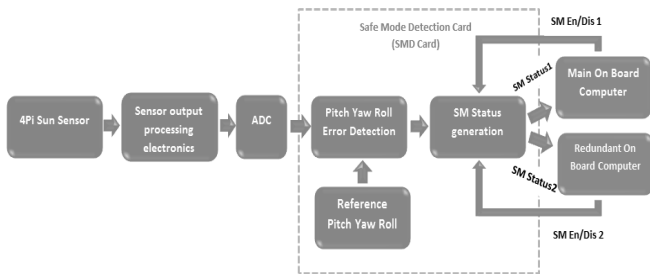 Safe Mode Detection Card
(SMD Card)
SM En/Dis 1
SM Status1
4Pi Sun Sensor
Sensor output
processing
electronics
ADC
Pitch Yaw Roll
Error Detection
SM Status
generation
Main On Board
Computer
Redundant On
Board Computer
SM Status2
Reference
Pitch Yaw Roll
SM En/Dis 2